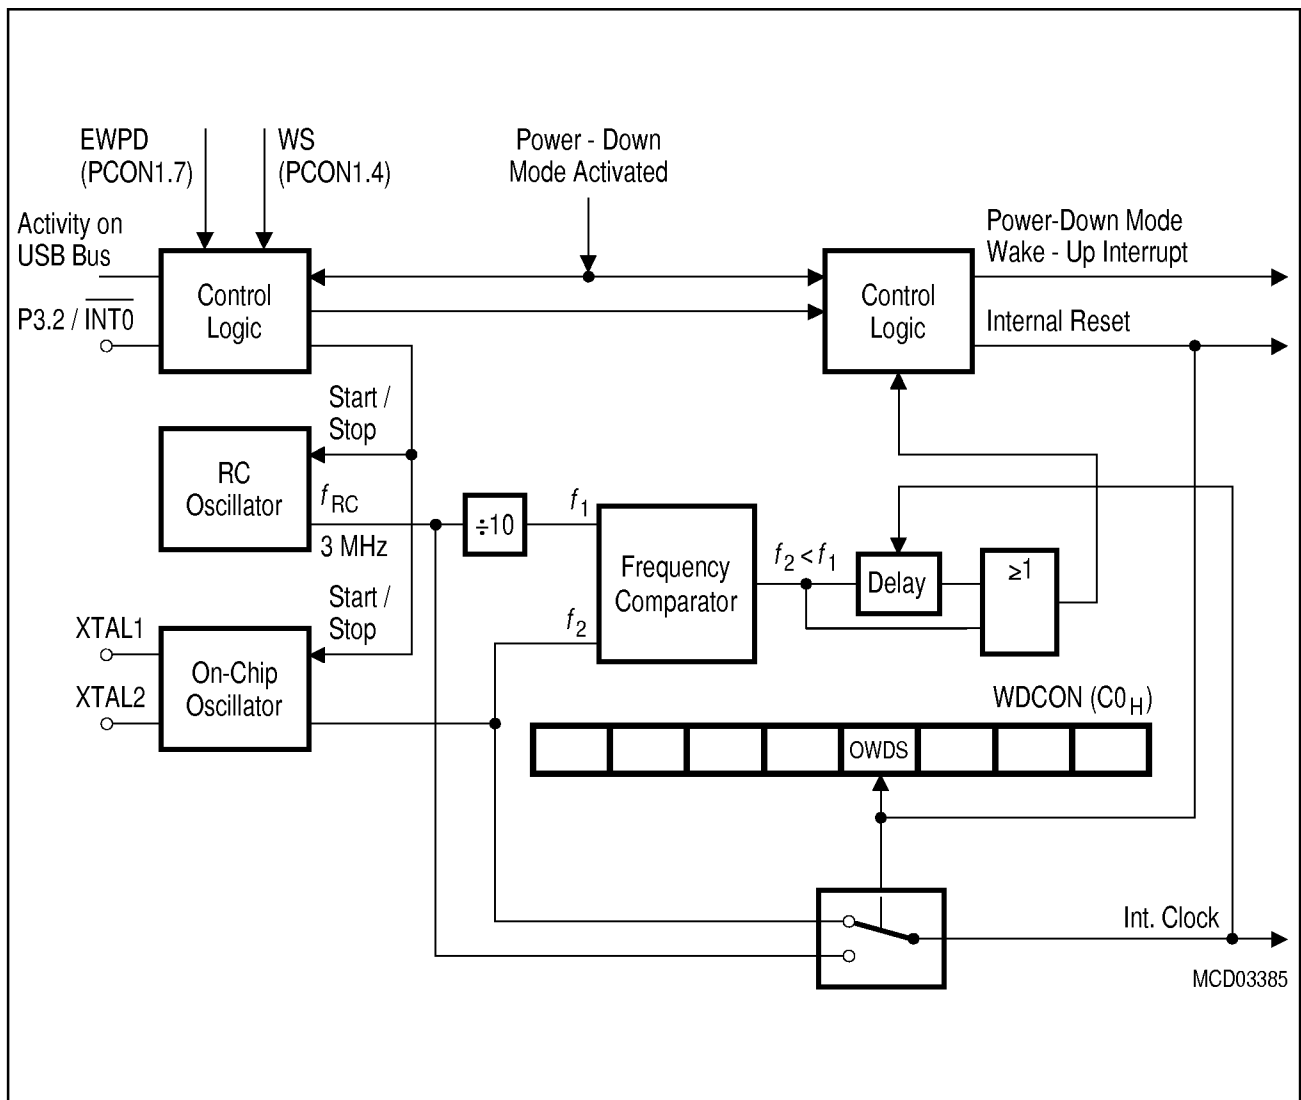 EWPD
(PCON1.7)
WS
(PCON1.4)
Power - Down
Mode Activated
Activity on
USB Bus
P3.2 / INT0
Control
Logic
Control
Logic
Power-Down Mode
Wake - Up Interrupt
Internal Reset
Start /
Stop
RC
Oscillator
fRC
3 MHz
÷10
f1
f2
Frequency
Comparator
f2 < f1
Delay
≥1
Start /
Stop
XTAL1
XTAL2
On-Chip
Oscillator
WDCON (C0H)
OWDS
Int. Clock
MCD03385